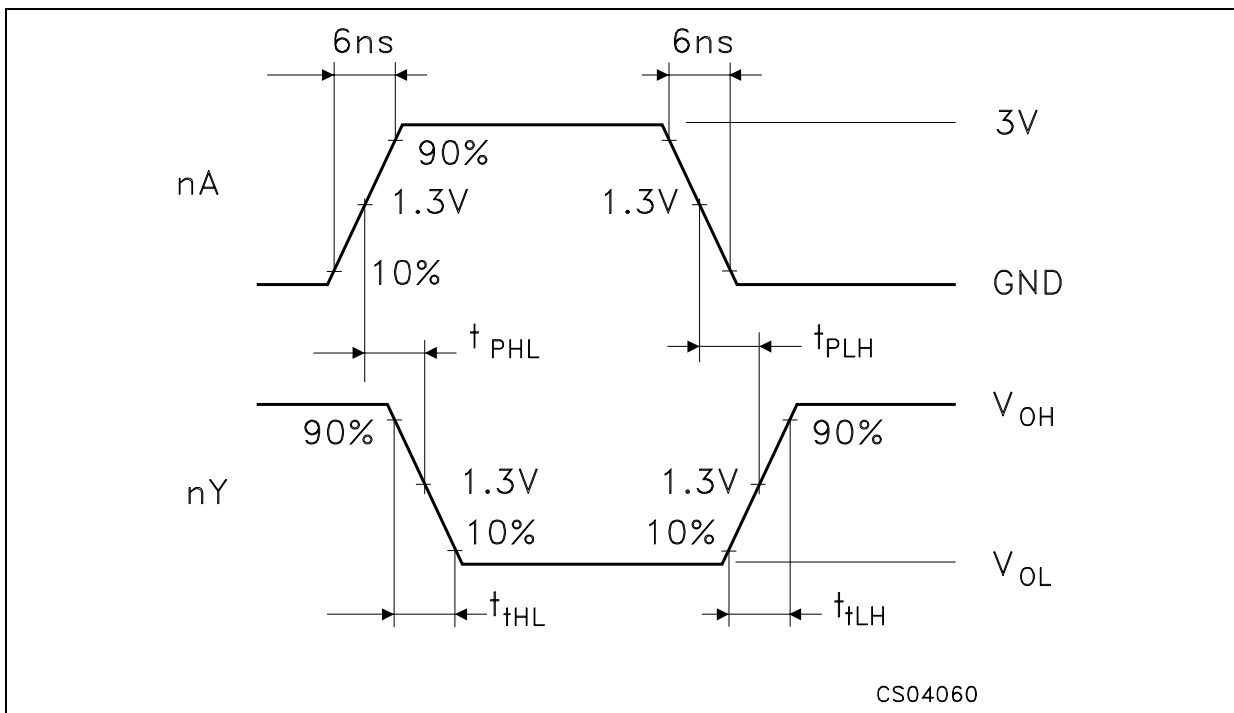 6ns 6ns
3V
90%
nA
1.3V 1.3V
10%
GND
t PHL tPLH
VOH
90% 90%
nY
1.3V 1.3V
10% 10%
VOL
ttHL ttLH
CS04060